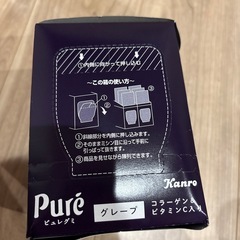 ①内側に向かって押し込む
～この箱の使い方～
①斜線部分を内側に押し込みます。
②そのままミシン目に沿って手前に
引っぱって頂きます。
③商品を見せながら陳列できます。
Kanro
Puré
ピュレグミ
グレープ
コラーゲン&
ビタミンC入り